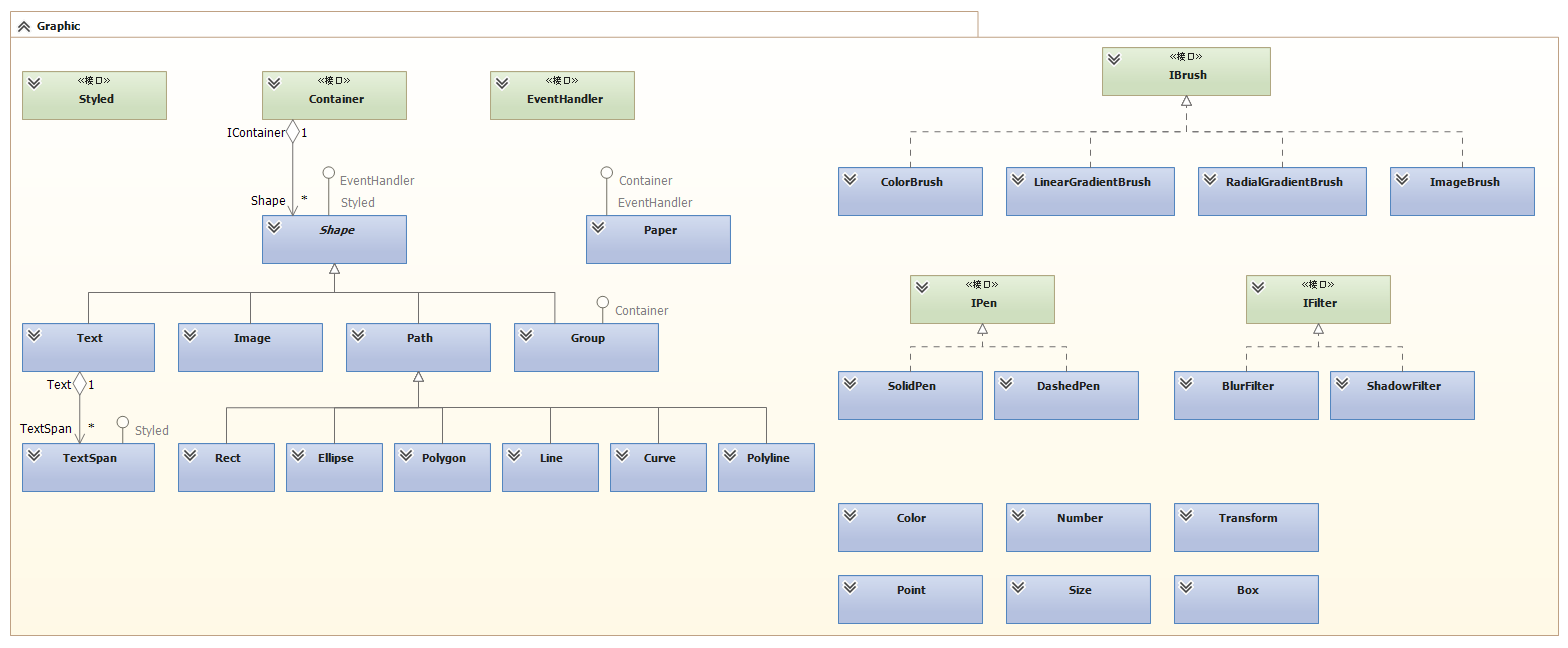 Graphic
«接口»
Styled
«接口»
Container
«接口»
EventHandler
IContainer 1
Shape *
EventHandler
Styled
Shape
Container
EventHandler
Paper
Text
Image
Path
Container
Group
Text 1
TextSpan *
Styled
TextSpan
Rect
Ellipse
Polygon
Line
Curve
Polyline
«接口»
IBrush
ColorBrush
LinearGradientBrush
RadialGradientBrush
ImageBrush
«接口»
IPen
«接口»
IFilter
SolidPen
DashedPen
BlurFilter
ShadowFilter
Color
Number
Transform
Point
Size
Box